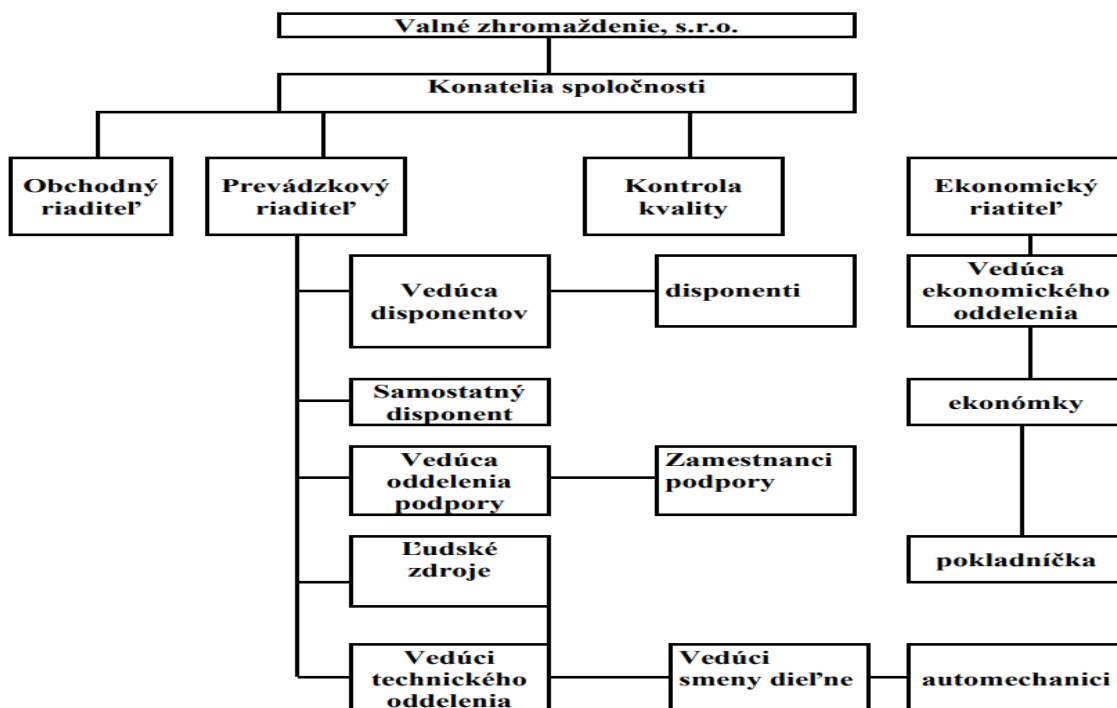 Valné zhromaždenie, s.r.o.
Konatelia spoločnosti
Obchodný
riaditeľ
Prevádzkový
riaditeľ
Kontrola
kvality
Ekonomický
riatiteľ
Vedúca
disponentov
disponenti
Vedúca
ekonomického
oddelenia
Samostatný
disponent
ekonómky
Vedúca
oddelenia
podpory
Zamestnanci
podpory
Ľudské
zdroje
pokladníčka
Vedúci
technického
oddelenia
Vedúci
smeny dieľne
automechanici